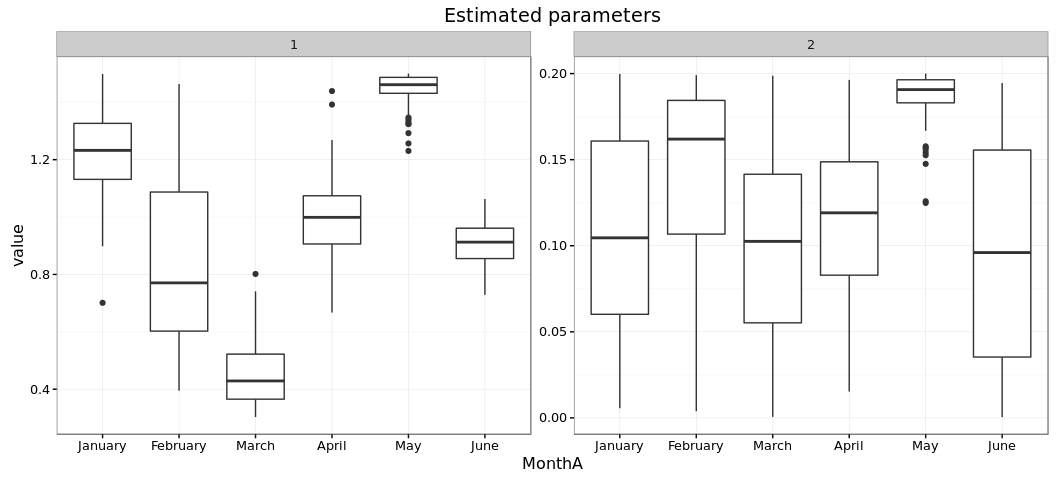 Estimated parameters
1
2
value
1.2
0.8
0.4
0.20
0.15
0.10
0.05
0.00
January February March April May June
January February March April May June
MonthA